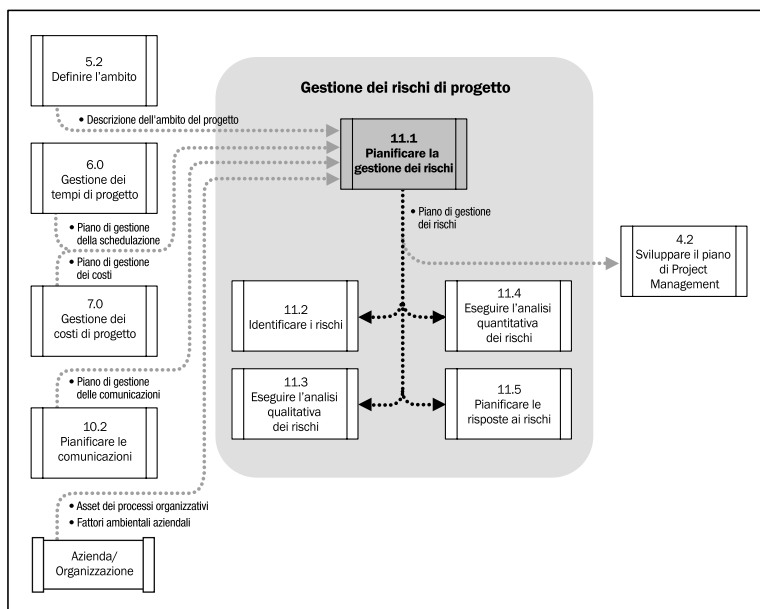 5.2
Definire l'ambito
• Descrizione dell'ambito del progetto
6.0
Gestione dei
tempi di progetto
• Piano di gestione
della schedulazione
• Piano di gestione
dei costi
7.0
Gestione dei
costi di progetto
• Piano di gestione
delle comunicazioni
10.2
Pianificare le
comunicazioni
• Asset dei processi organizzativi
• Fattori ambientali aziendali
Azienda/
Organizzazione
Gestione dei rischi di progetto
11.1
Pianificare la
gestione dei rischi
• Piano di gestione
dei rischi
11.2
Identificare i rischi
11.4
Eseguire l'analisi
quantitativa
dei rischi
11.3
Eseguire l'analisi
qualitativa
dei rischi
11.5
Pianificare le
risposte ai rischi
4.2
Sviluppare il piano
di Project
Management